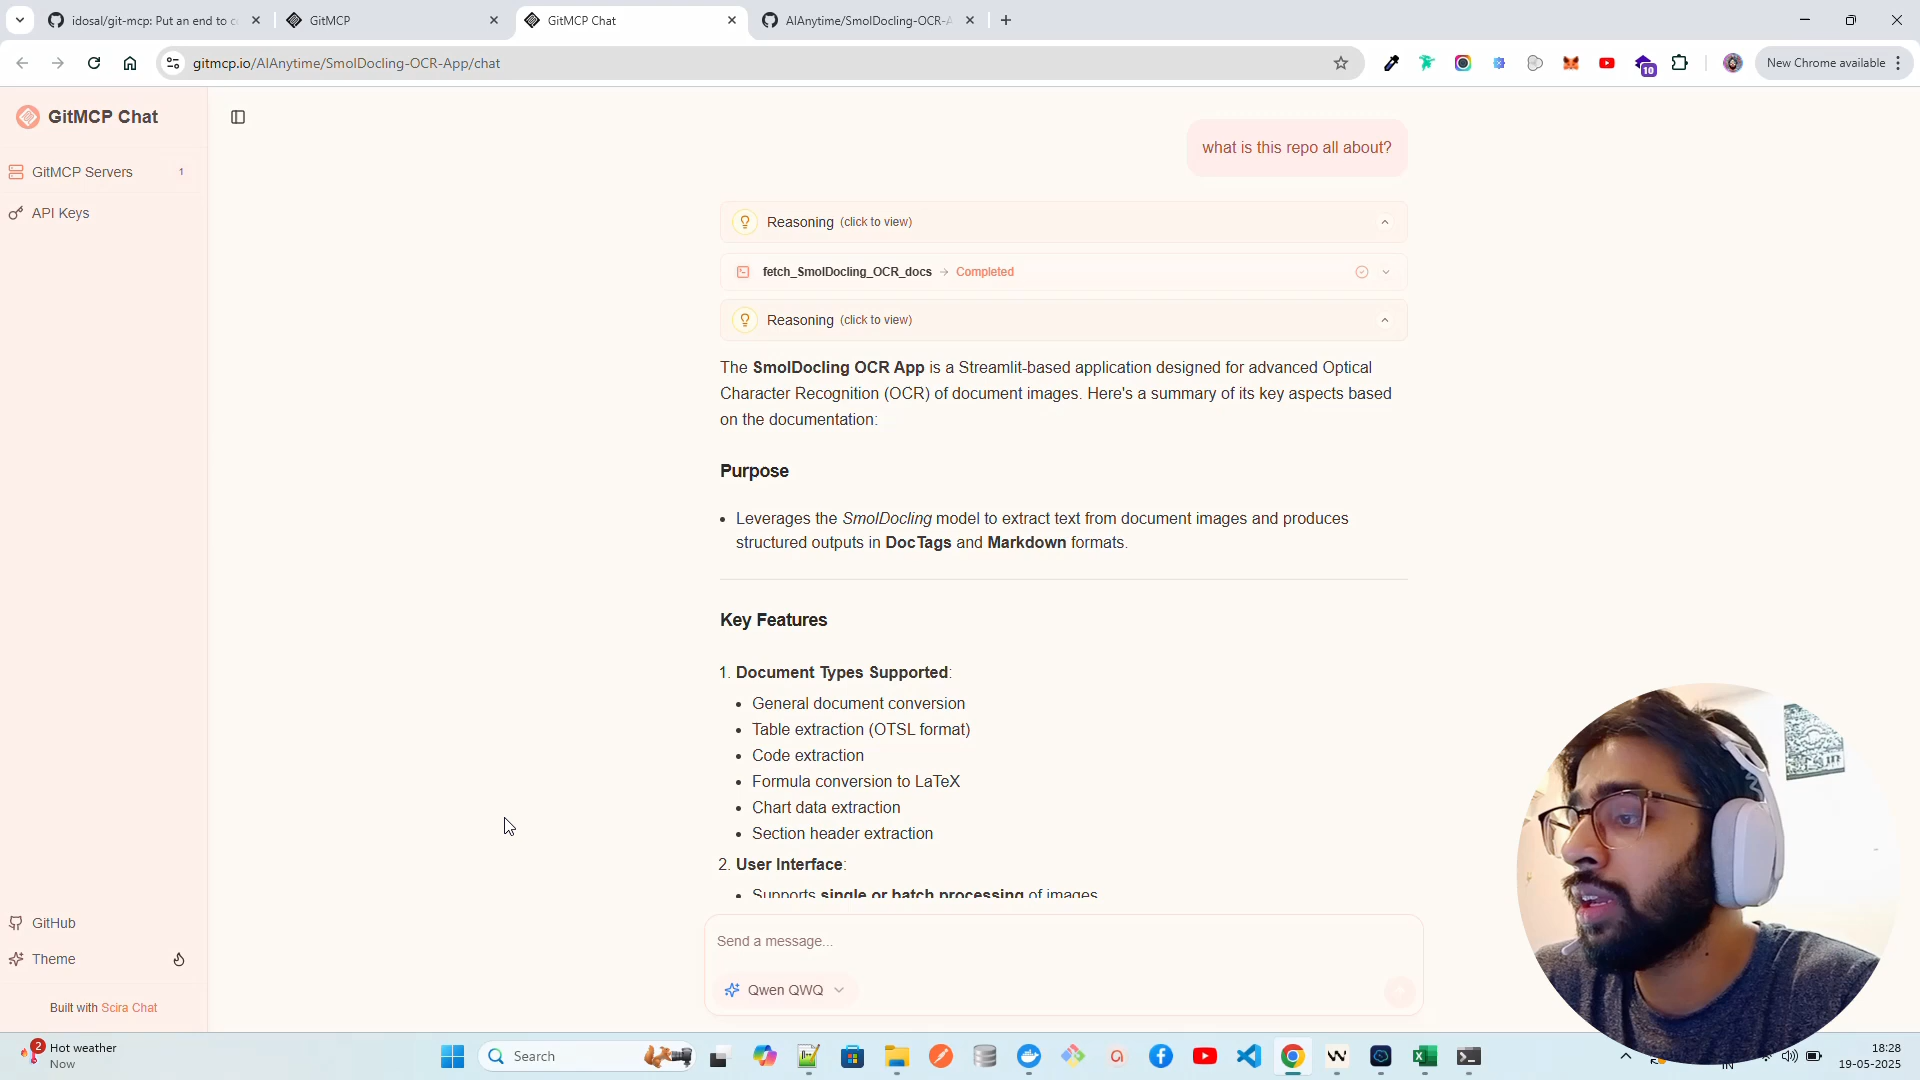 idosal/git-mcp: Put an end to c
GitMCP
GitMCP Chat
AIAnytime/SmolDocling-OCR-A
gitmcp.io/AIAnytime/SmolDocling-OCR-App/chat
10
New Chrome available
GitMCP Chat
GitMCP Servers
1
API Keys
what is this repo all about?
Reasoning (click to view)
fetch_SmolDocling_OCR_docs → Completed
Reasoning (click to view)
The SmolDocling OCR App is a Streamlit-based application designed for advanced Optical
Character Recognition (OCR) of document images. Here's a summary of its key aspects based
on the documentation:
Purpose
• Leverages the SmolDocling model to extract text from document images and produces
structured outputs in DocTags and Markdown formats.
Key Features
1. Document Types Supported:
• General document conversion
• Table extraction (OTSL format)
• Code extraction
• Formula conversion to LaTeX
• Chart data extraction
• Section header extraction
2. User Interface:
• Supports single or batch processing of images
Send a message...
Qwen QWQ
GitHub
Theme
Built with Scira Chat
2
Hot weather
Now
Search
IN
18:28
19-05-2025